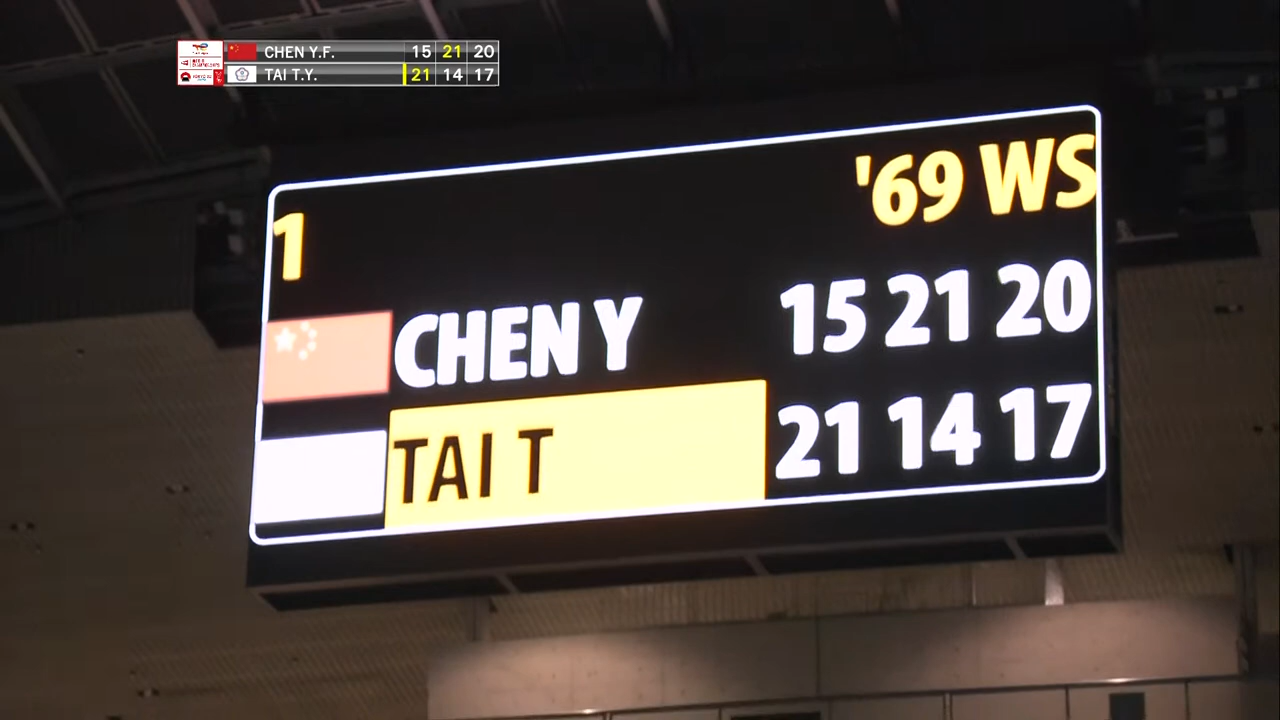 CHEN Y.F. 15 21 20
TAI T.Y. 21 14 17
'69 WS
1
CHEN Y 15 21 20
TAI T 21 14 17